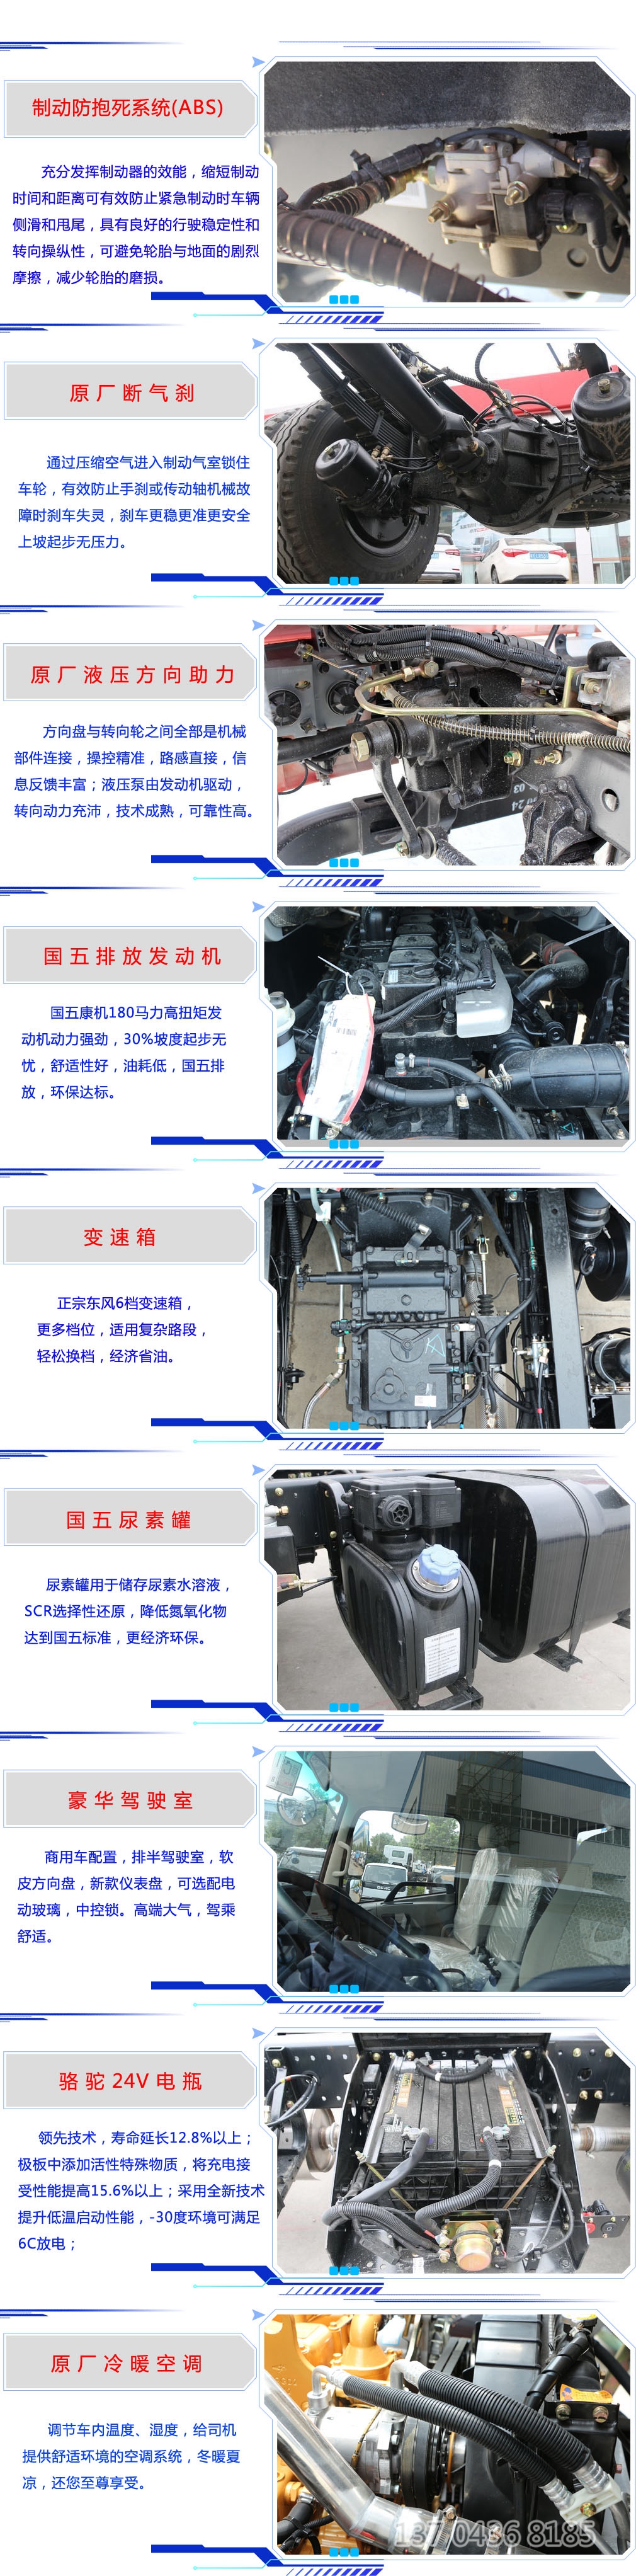 制动防抱死系统(ABS)
充分发挥制动器的效能，缩短制动
时间和距离可有效防止紧急制动时车辆
侧滑和甩尾，具有良好的行驶稳定性和
转向操纵性，可避免轮胎与地面的剧烈
摩擦，减少轮胎的磨损。
原厂断气刹
通过压缩空气进入制动气室锁住
车轮，有效防止手刹或传动轴机械故
障时刹车失灵，刹车更稳更准更安全
上坡起步无压力。
原厂液压方向助力
方向盘与转向轮之间全部是机械
部件连接，操控精准，路感直接，信
息反馈丰富；液压泵由发动机驱动，
转向动力充沛，技术成熟，可靠性高。
国五排放发动机
国五康机180马力高扭矩发
动机动力强劲，30%坡度起步无
忧，舒适性好，油耗低，国五排
放，环保达标。
变速箱
正宗东风6档变速箱，
更多档位，适用复杂路段，
轻松换档，经济省油。
国五尿素罐
尿素罐用于储存尿素水溶液，
SCR选择性还原，降低氮氧化物
达到国五标准，更经济环保。
豪华驾驶室
商用车配置，排半驾驶室，软
皮方向盘，新款仪表盘，可选配电
动玻璃，中控锁。高端大气，驾乘
舒适。
骆驼24V电瓶
领先技术，寿命延长12.8%以上；
极板中添加活性特殊物质，将充电接
受性能提高15.6%以上；采用全新技术
提升低温启动性能，-30度环境可满足
6C放电；
原厂冷暖空调
调节车内温度、湿度，给司机
提供舒适环境的空调系统，冬暖夏
凉，还您至尊享受。
137 0436 8185